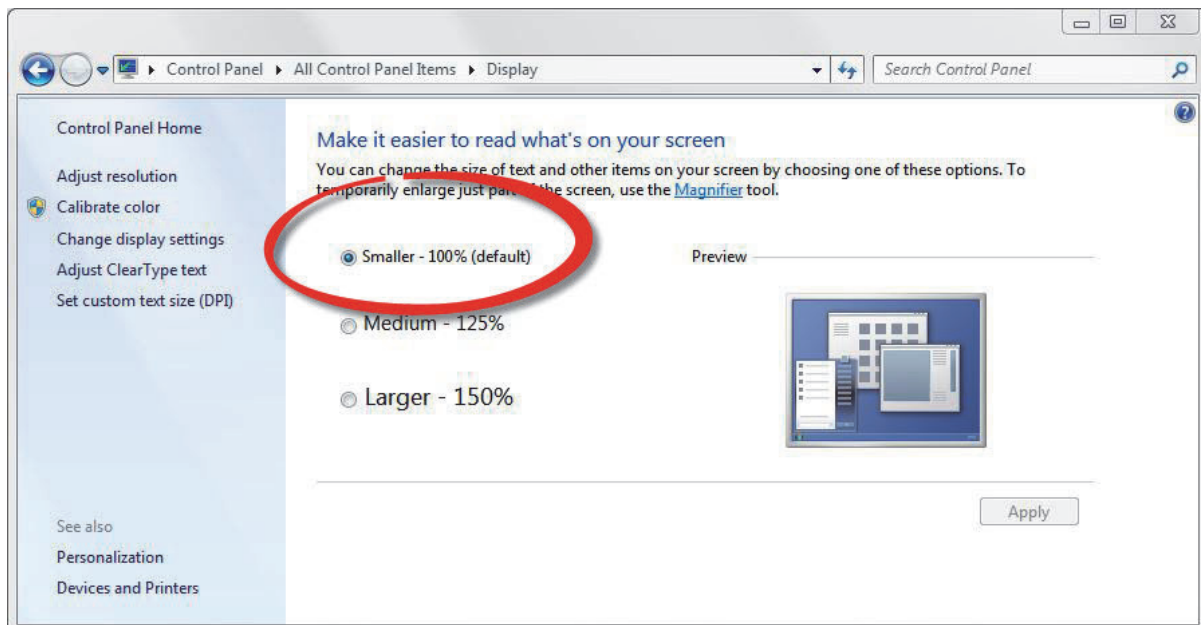 Control Panel All Control Panel Items Display
Search Control Panel
Control Panel Home
Adjust resolution
Calibrate color
Change display settings
Adjust ClearType text
Set custom text size (DPI)
See also
Personalization
Devices and Printers
Make it easier to read what's on your screen
You can change the size of text and other items on your screen by choosing one of these options. To
temporarily enlarge just part of the screen, use the Magnifier tool.
Smaller - 100% (default)
Medium - 125%
Larger - 150%
Preview
Apply